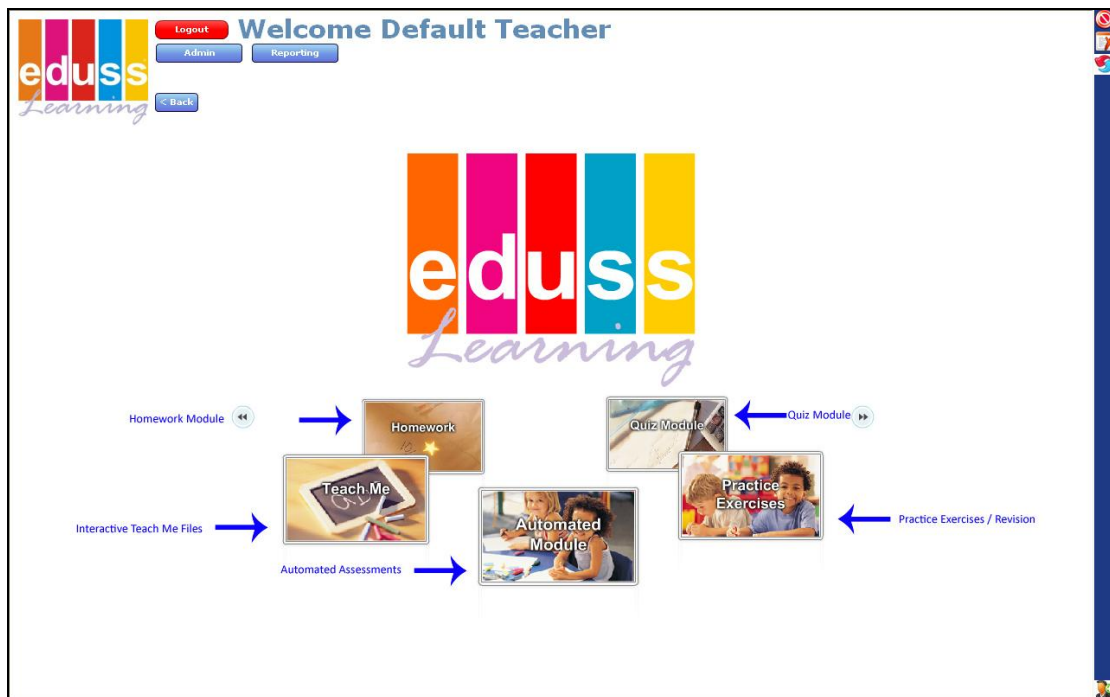 eduss
Learning
Logout
Welcome Default Teacher
Admin
Reporting
< Back
eduss
Learning
Homework Module
Homework
Quiz Module
Quiz Module
Teach Me
Practice
Exercises
Interactive Teach Me Files
Automated
Module
Practice Exercises / Revision
Automated Assessments